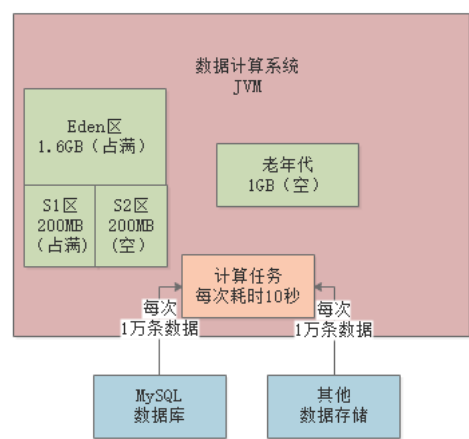 数据计算系统
JVM
Eden区
1.6GB（占满）
老年代
1GB（空）
S1区
200MB
（占满）
S2区
200MB
（空）
计算任务
每次耗时10秒
每次
1万条数据
每次
1万条数据
MySQL
数据库
其他
数据存储